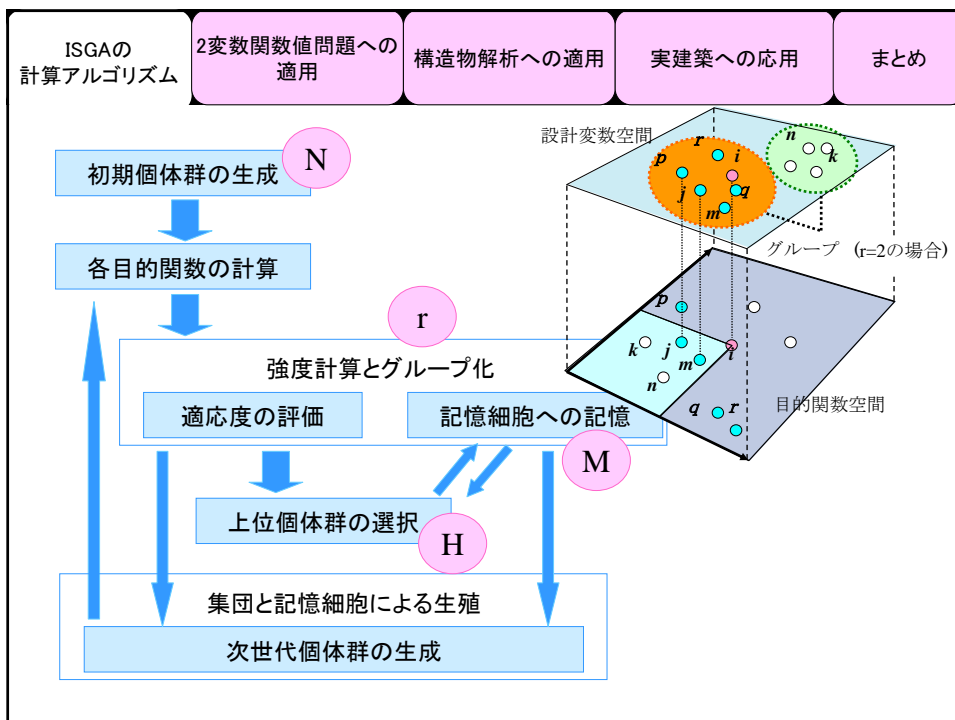 ISGAの
計算アルゴリズム
2変数関数値問題への
適用
構造物解析への適用
実建築への応用
まとめ
初期個体群の生成
N
各目的関数の計算
r
強度計算とグループ化
適応度の評価
記憶細胞への記憶
M
上位個体群の選択
H
集団と記憶細胞による生殖
次世代個体群の生成
設計変数空間
n
r
i
k
p
j
q
m
グループ (r=2の場合)
p
k
j
i
m
n
q
r
目的関数空間